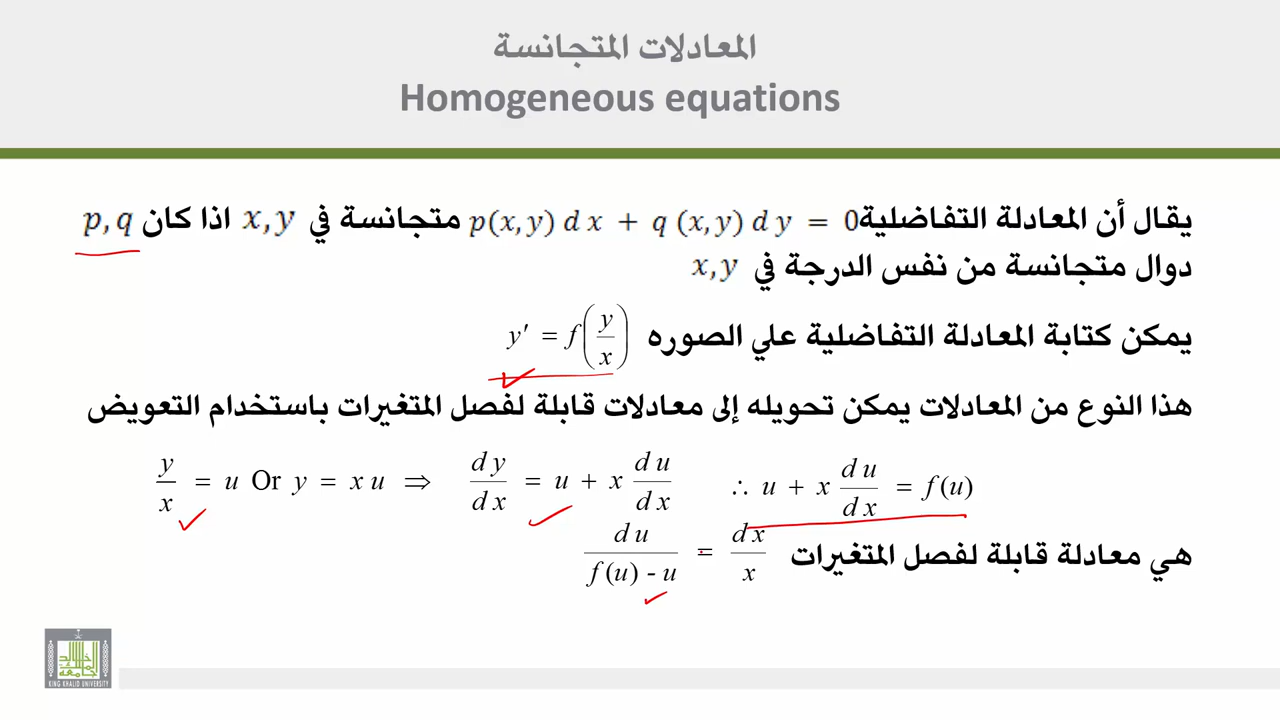 المعادلات المتجانسة
Homogeneous equations
يقال أن المعادلة التفاضلية p(x,y) d x + q (x,y) d y = 0 متجانسة في x,y اذا كان p,q
دوال متجانسة من نفس الدرجة في x,y
يمكن كتابة المعادلة التفاضلية علي الصوره y′ = f(y/x)
هذا النوع من المعادلات يمكن تحويله إلى معادلات قابلة لفصل المتغيرات باستخدام التعويض
y/x = u Or y = x u ⇒ dy/dx = u + x du/dx ∴ u + x du/dx = f(u)
هي معادلة قابلة لفصل المتغيرات du/(f(u) - u) = dx/x
KING KHALID UNIVERSITY